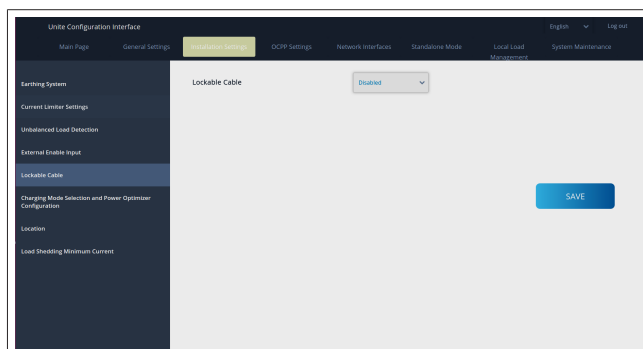 Unite Configuration Interface
English
Log out
Main Page
General Settings
Installation Settings
OCPP Settings
Network Interfaces
Standalone Mode
Local Load
Management
System Maintenance
Earthing System
Current Limiter Settings
Unbalanced Load Detection
External Enable Input
Lockable Cable
Charging Mode Selection and Power Optimizer
Configuration
Location
Load Shedding Minimum Current
Lockable Cable
Disabled
SAVE